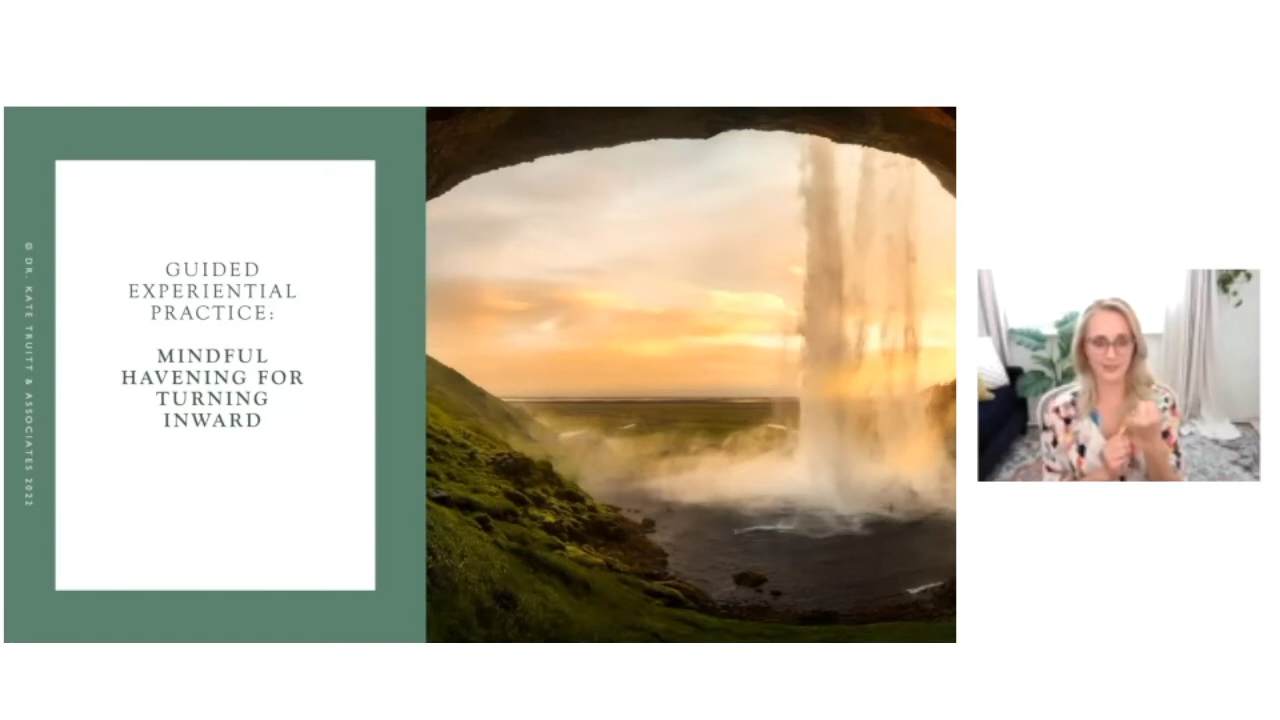 GUIDED
EXPERIENTIAL
PRACTICE:
MINDFUL
HAVENING FOR
TURNING
INWARD
© DR. KATE TRUITT & ASSOCIATES 2022